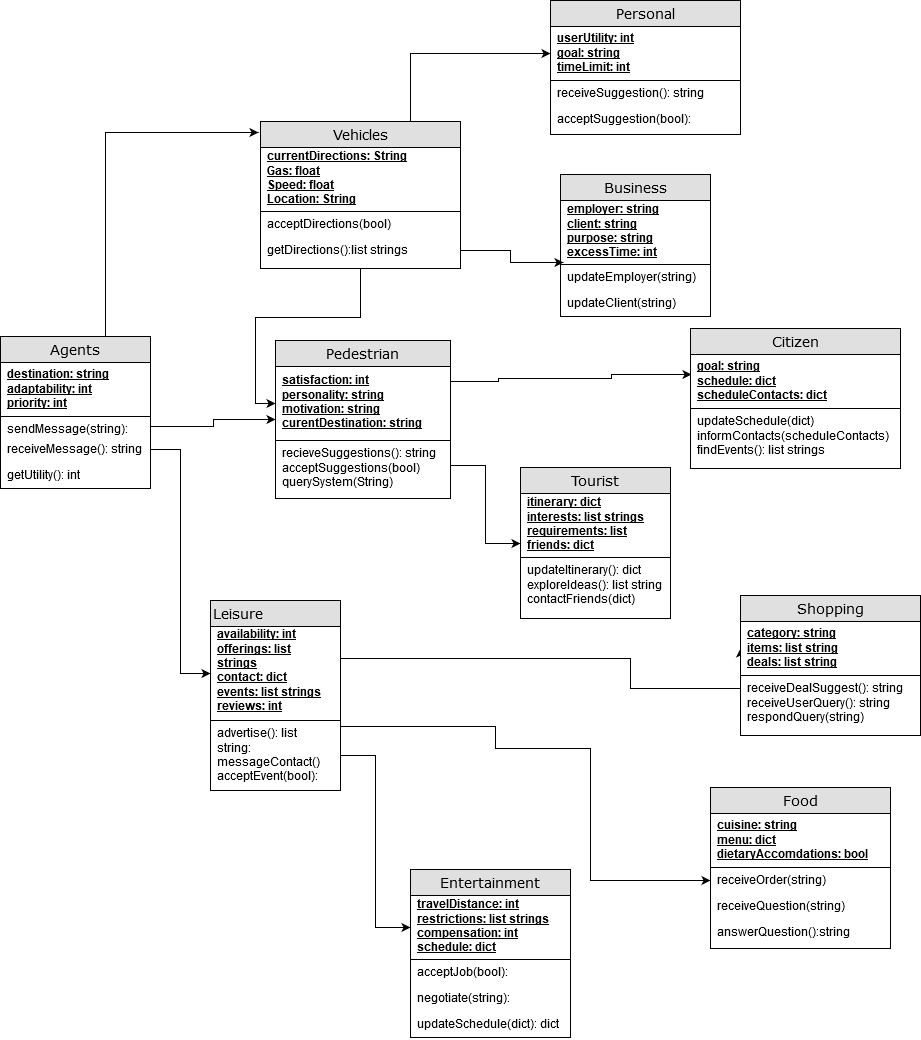 Personal
userUtility: int
goal: string
timeLimit: int
receiveSuggestion(): string
acceptSuggestion(bool):
Vehicles
currentDirections: String
Gas: float
Speed: float
Location: String
acceptDirections(bool)
getDirections():list strings
Business
employer: string
client: string
purpose: string
excessTime: int
updateEmployer(string)
updateClient(string)
Agents
destination: string
adaptability: int
priority: int
sendMessage(string):
receiveMessage(): string
getUtility(): int
Pedestrian
satisfaction: int
personality: string
motivation: string
curentDestination: string
recieveSuggestions(): string
acceptSuggestions(bool)
querySystem(String)
Citizen
goal: string
schedule: dict
scheduleContacts: dict
updateSchedule(dict)
informContacts(scheduleContacts)
findEvents(): list strings
Tourist
itinerary: dict
interests: list strings
requirements: list
friends: dict
updateItinerary(): dict
exploreIdeas(): list string
contactFriends(dict)
Leisure
availability: int
offerings: list
strings
contact: dict
events: list strings
reviews: int
advertise(): list
string:
messageContact()
acceptEvent(bool):
Shopping
category: string
items: list string
deals: list string
receiveDealSuggest(): string
receiveUserQuery(): string
respondQuery(string)
Food
cuisine: string
menu: dict
dietaryAccomdations: bool
receiveOrder(string)
receiveQuestion(string)
answerQuestion():string
Entertainment
travelDistance: int
restrictions: list strings
compensation: int
schedule: dict
acceptJob(bool):
negotiate(string):
updateSchedule(dict): dict